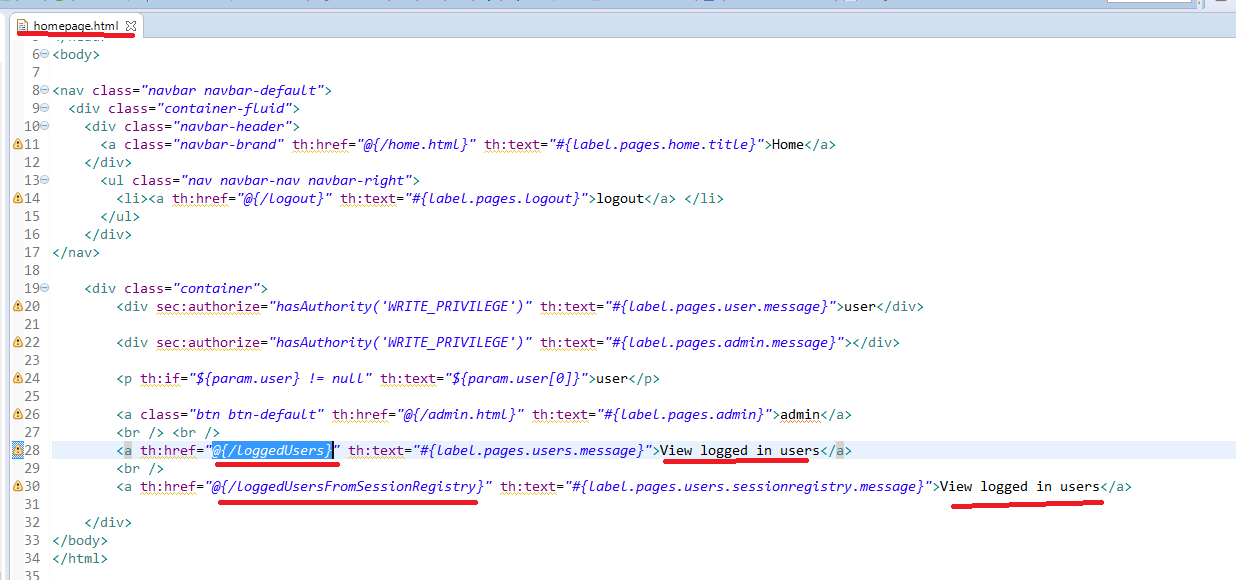 homepage.html
6 <body>
7
8 <nav class="navbar navbar-default">
9 <div class="container-fluid">
10 <div class="navbar-header">
11 <a class="navbar-brand" th:href="@{/home.html}" th:text="#{label.pages.home.title}">Home</a>
12 </div>
13 <ul class="nav navbar-nav navbar-right">
14 <li><a th:href="@{/logout}" th:text="#{label.pages.logout}">logout</a> </li>
15 </ul>
16 </div>
17 </nav>
18
19 <div class="container">
20 <div sec:authorize="hasAuthority('WRITE_PRIVILEGE')" th:text="#{label.pages.user.message}">user</div>
21
22 <div sec:authorize="hasAuthority('WRITE_PRIVILEGE')" th:text="#{label.pages.admin.message}"></div>
23
24 <p th:if="${param.user} != null" th:text="${param.user[0]}">user</p>
25
26 <a class="btn btn-default" th:href="@{/admin.html}" th:text="#{label.pages.admin}">admin</a>
27 <br /> <br />
28 <a th:href="@{/loggedUsers}" th:text="#{label.pages.users.message}">View logged in users</a>
29 <br />
30 <a th:href="@{/loggedUsersFromSessionRegistry}" th:text="#{label.pages.users.sessionregistry.message}">View logged in users</a>
31
32 </div>
33 </body>
34 </html>
35